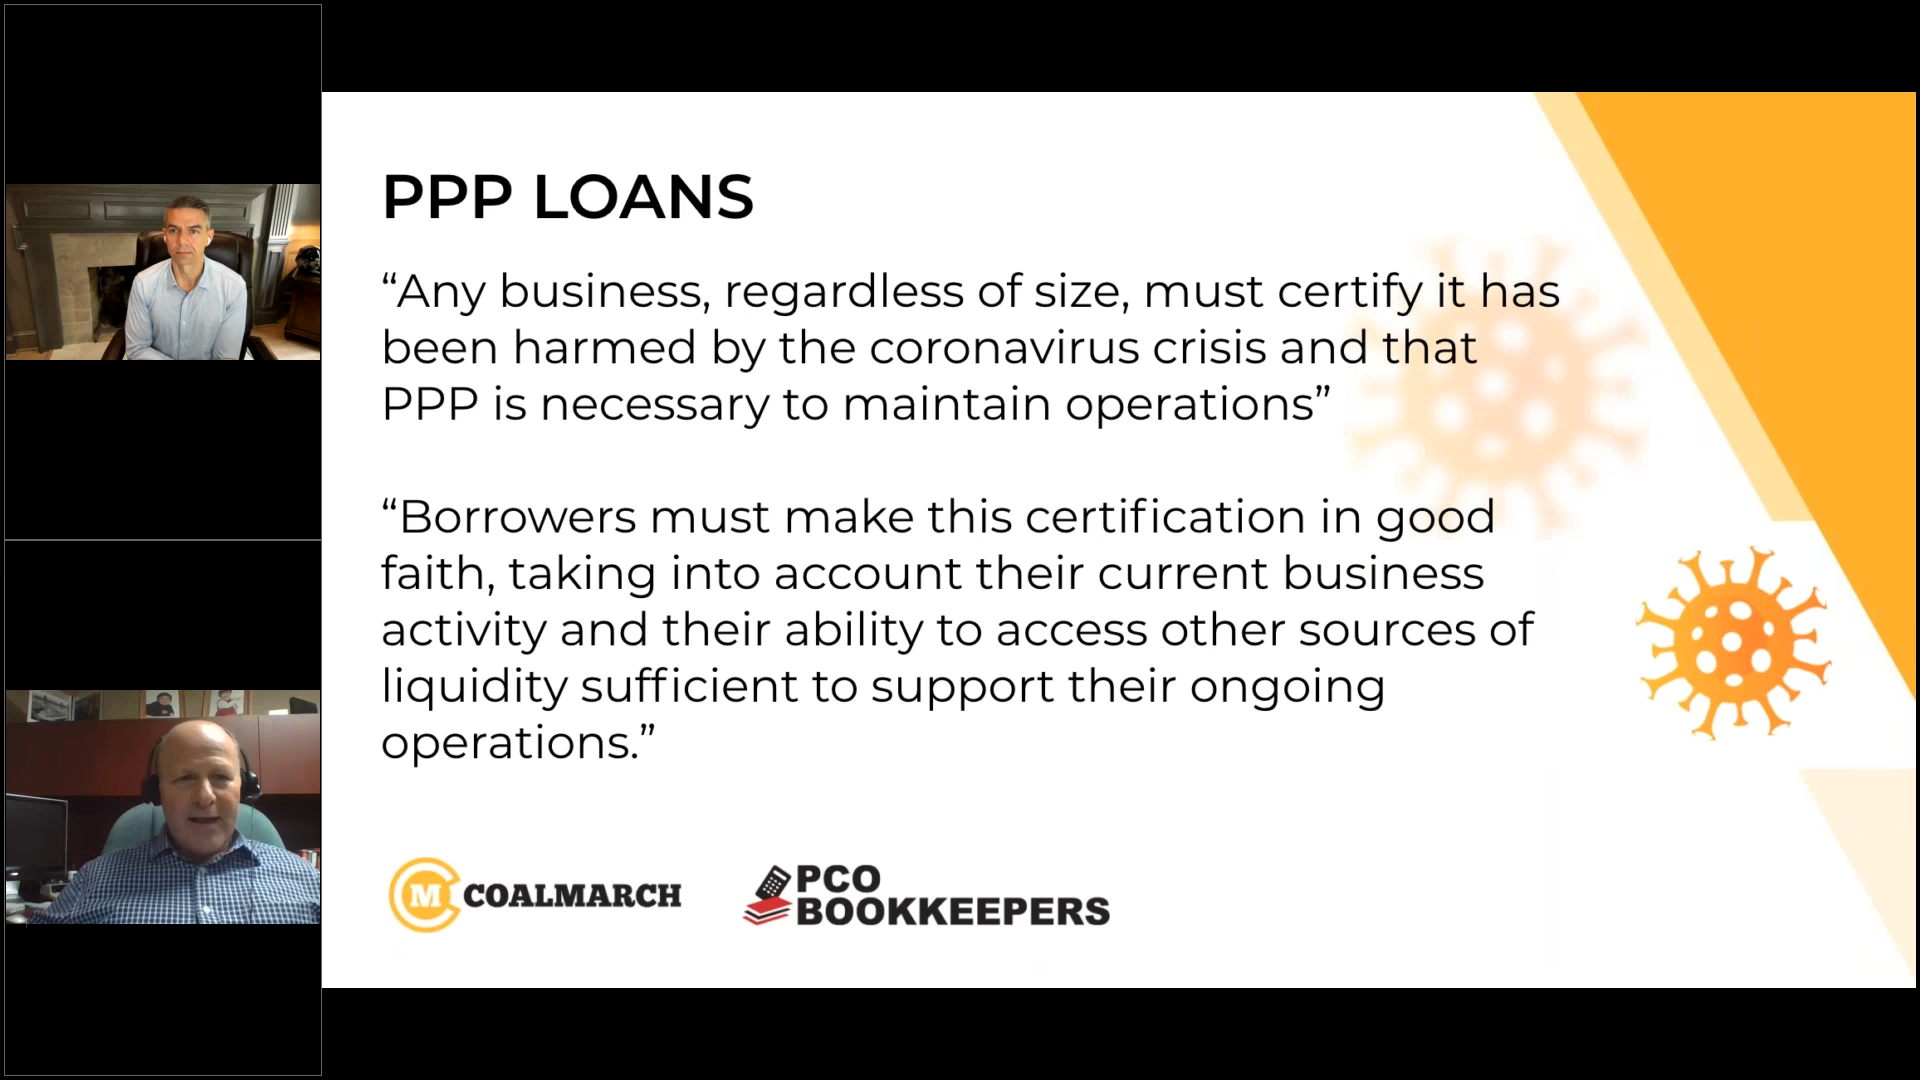 PPP LOANS
“Any business, regardless of size, must certify it has
been harmed by the coronavirus crisis and that
PPP is necessary to maintain operations”
“Borrowers must make this certification in good
faith, taking into account their current business
activity and their ability to access other sources of
liquidity sufficient to support their ongoing
operations.”
CM COALMARCH
PCO
BOOKKEEPERS